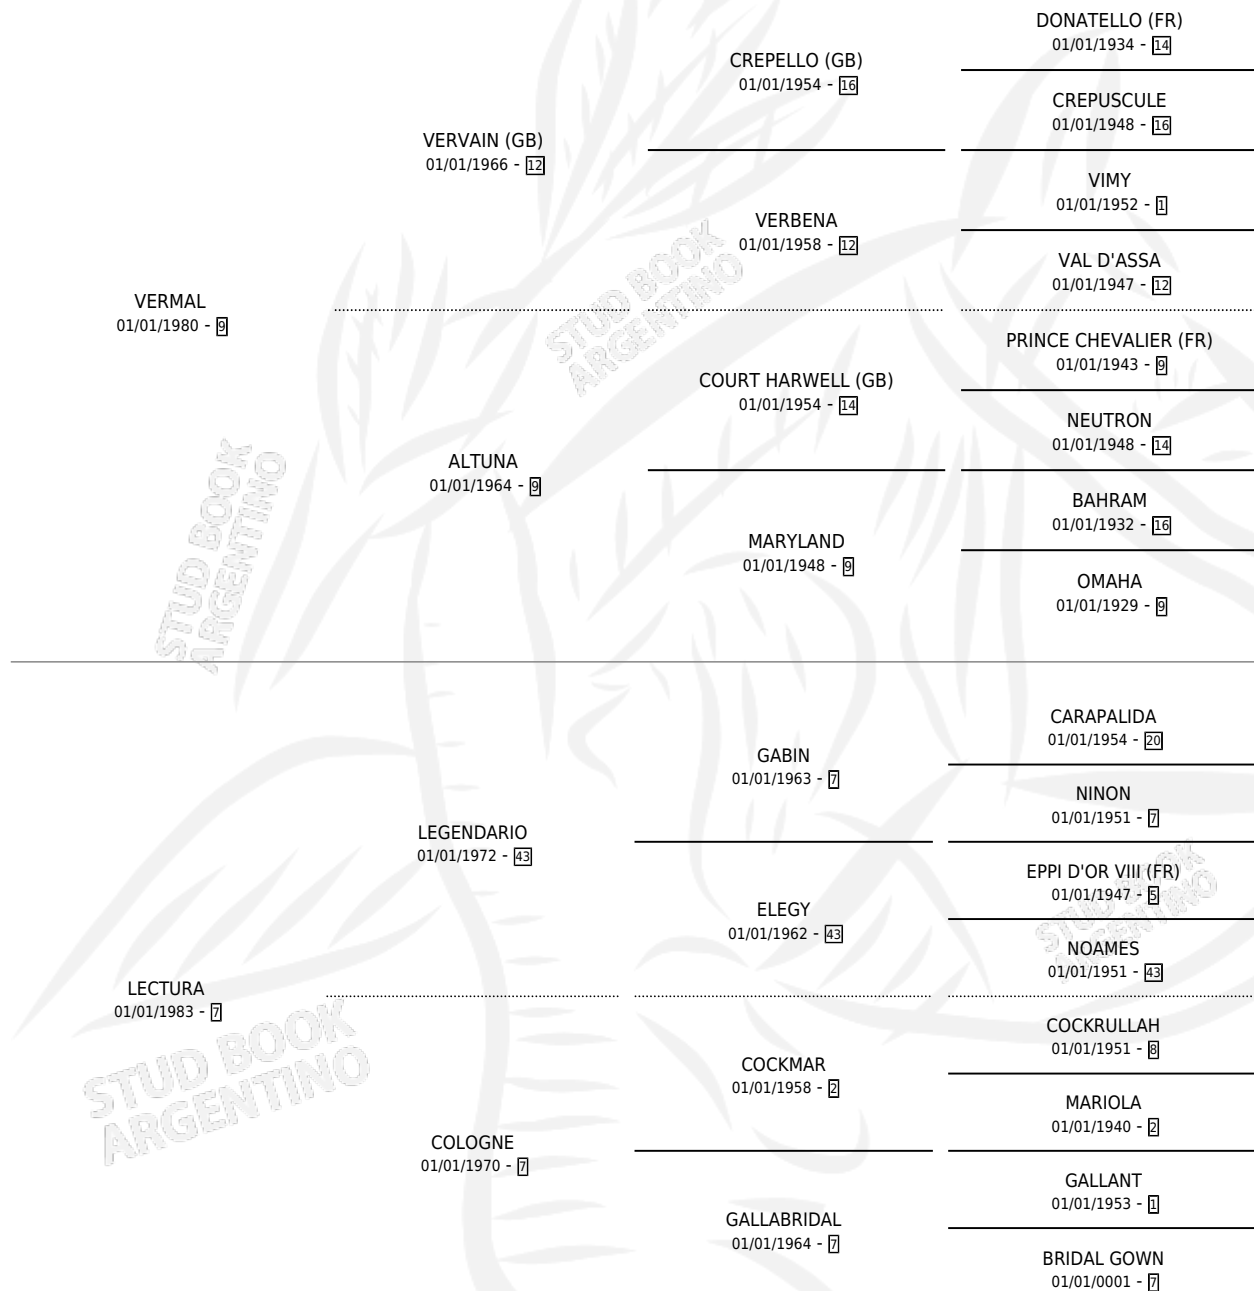 DONATELLO (FR)
01/01/1934 - 14
CREPELLO (GB)
01/01/1954 - 16
CREPUSCULE
01/01/1948 - 16
VERVAIN (GB)
01/01/1966 - 12
VIMY
01/01/1952 - 1
VERBENA
01/01/1958 - 12
VAL D'ASSA
01/01/1947 - 12
VERMAL
01/01/1980 - 9
PRINCE CHEVALIER (FR)
01/01/1943 - 9
COURT HARWELL (GB)
01/01/1954 - 14
NEUTRON
01/01/1948 - 14
ALTUNA
01/01/1964 - 9
BAHRAM
01/01/1932 - 16
MARYLAND
01/01/1948 - 9
OMAHA
01/01/1929 - 9
STUD BOOK
ARGENTINO
STUD BOOK
ARGENTINO
CARAPALIDA
01/01/1954 - 20
GABIN
01/01/1963 - 7
NINON
01/01/1951 - 7
LEGENDARIO
01/01/1972 - 43
EPPI D'OR VIII (FR)
01/01/1947 - 5
ELEGY
01/01/1962 - 43
NOAMES
01/01/1951 - 43
STUD BOOK
ARGENTINO
LECTURA
01/01/1983 - 7
COCKRULLAH
01/01/1951 - 8
COCKMAR
01/01/1958 - 2
MARIOLA
01/01/1940 - 2
COLOGNE
01/01/1970 - 7
GALLANT
01/01/1953 - 1
GALLABRIDAL
01/01/1964 - 7
BRIDAL GOWN
01/01/0001 - 7
STUD BOOK
ARGENTINO